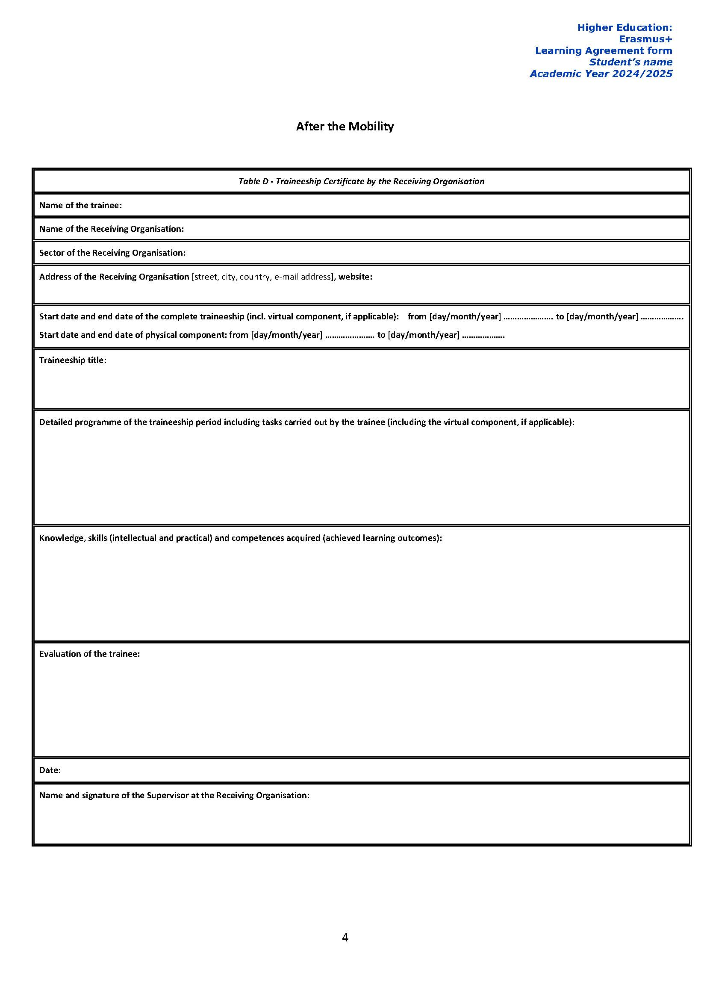 Higher Education:
Erasmus+
Learning Agreement form
Student’s name
Academic Year 2024/2025
After the Mobility
Table D - Traineeship Certificate by the Receiving Organisation
Name of the trainee:
Name of the Receiving Organisation:
Sector of the Receiving Organisation:
Address of the Receiving Organisation [street, city, country, e-mail address], website:
Start date and end date of the complete traineeship (incl. virtual component, if applicable): from [day/month/year] …………………. to [day/month/year] ……………….
Start date and end date of physical component: from [day/month/year] …………………. to [day/month/year] ……………….
Traineeship title:
Detailed programme of the traineeship period including tasks carried out by the trainee (including the virtual component, if applicable):
Knowledge, skills (intellectual and practical) and competences acquired (achieved learning outcomes):
Evaluation of the trainee:
Date:
Name and signature of the Supervisor at the Receiving Organisation:
4